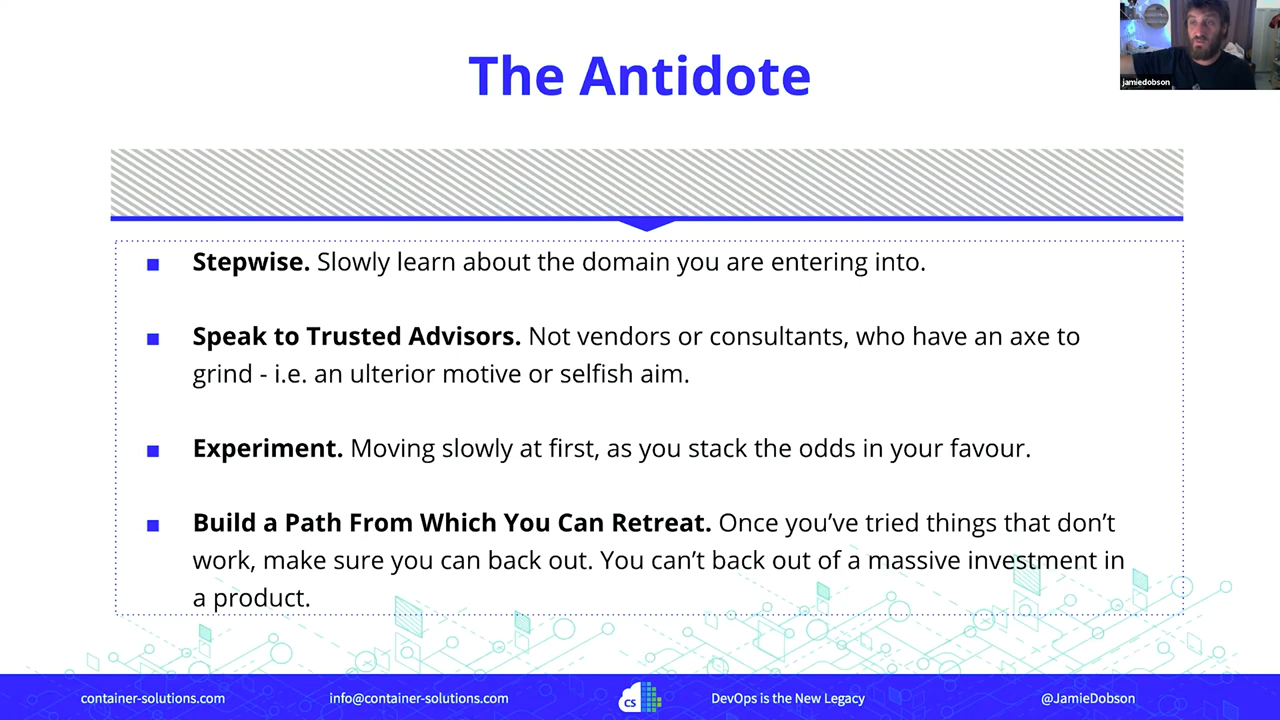 The Antidote
jamiedobson
■ Stepwise. Slowly learn about the domain you are entering into.
■ Speak to Trusted Advisors. Not vendors or consultants, who have an axe to
grind - i.e. an ulterior motive or selfish aim.
■ Experiment. Moving slowly at first, as you stack the odds in your favour.
■ Build a Path From Which You Can Retreat. Once you’ve tried things that don’t
work, make sure you can back out. You can’t back out of a massive investment in
a product.
container-solutions.com
info@container-solutions.com
CS
DevOps is the New Legacy
@JamieDobson